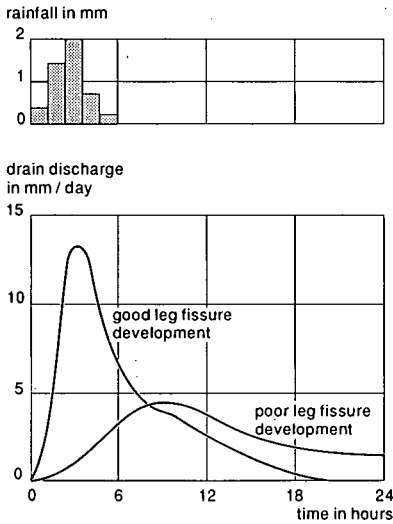 rainfall in mm
2
1
0
drain discharge
in mm / day
15
10
5
0
good leg fissure
development
poor leg fissure
development
0 6 12 18 24
time in hours